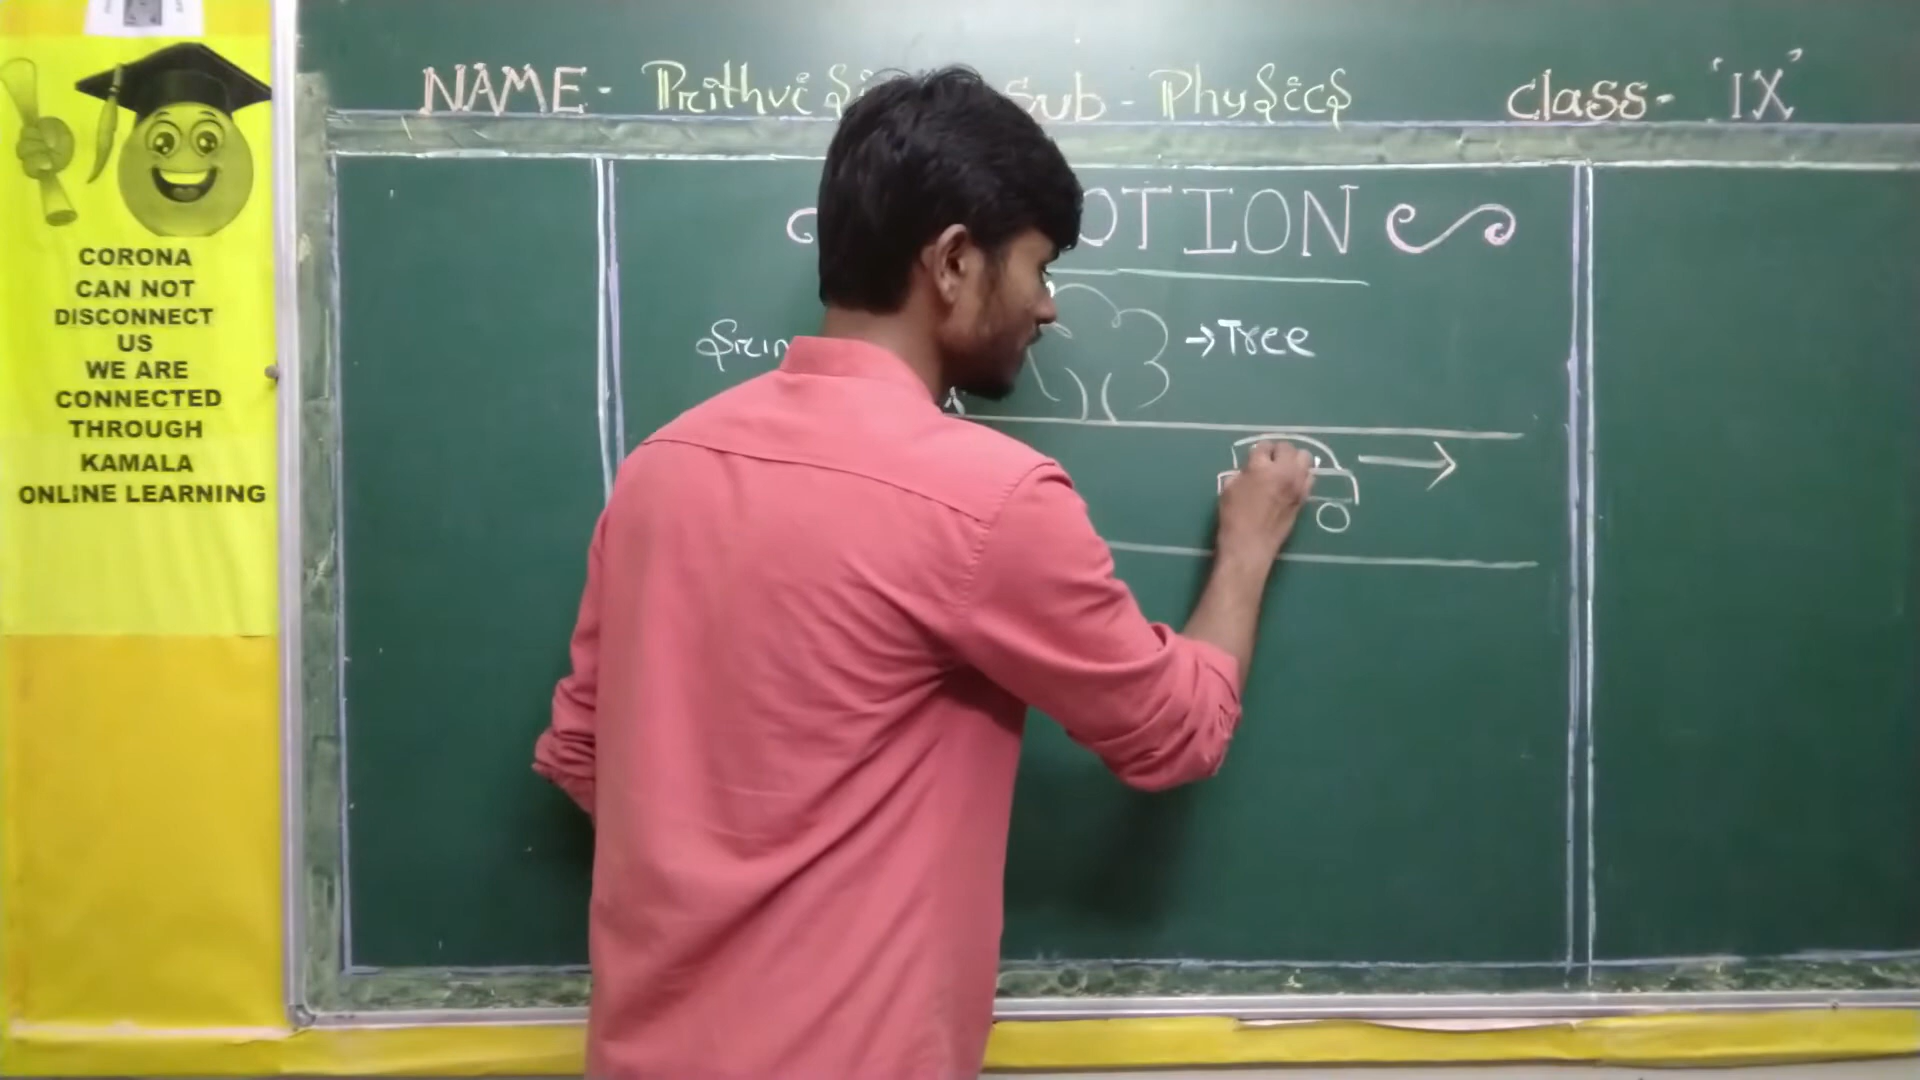 CORONA
CAN NOT
DISCONNECT
US
WE ARE
CONNECTED
THROUGH
KAMALA
ONLINE LEARNING
NAME- Prithvi Sub - Physics Class- 'IX'
OTION
→Tree